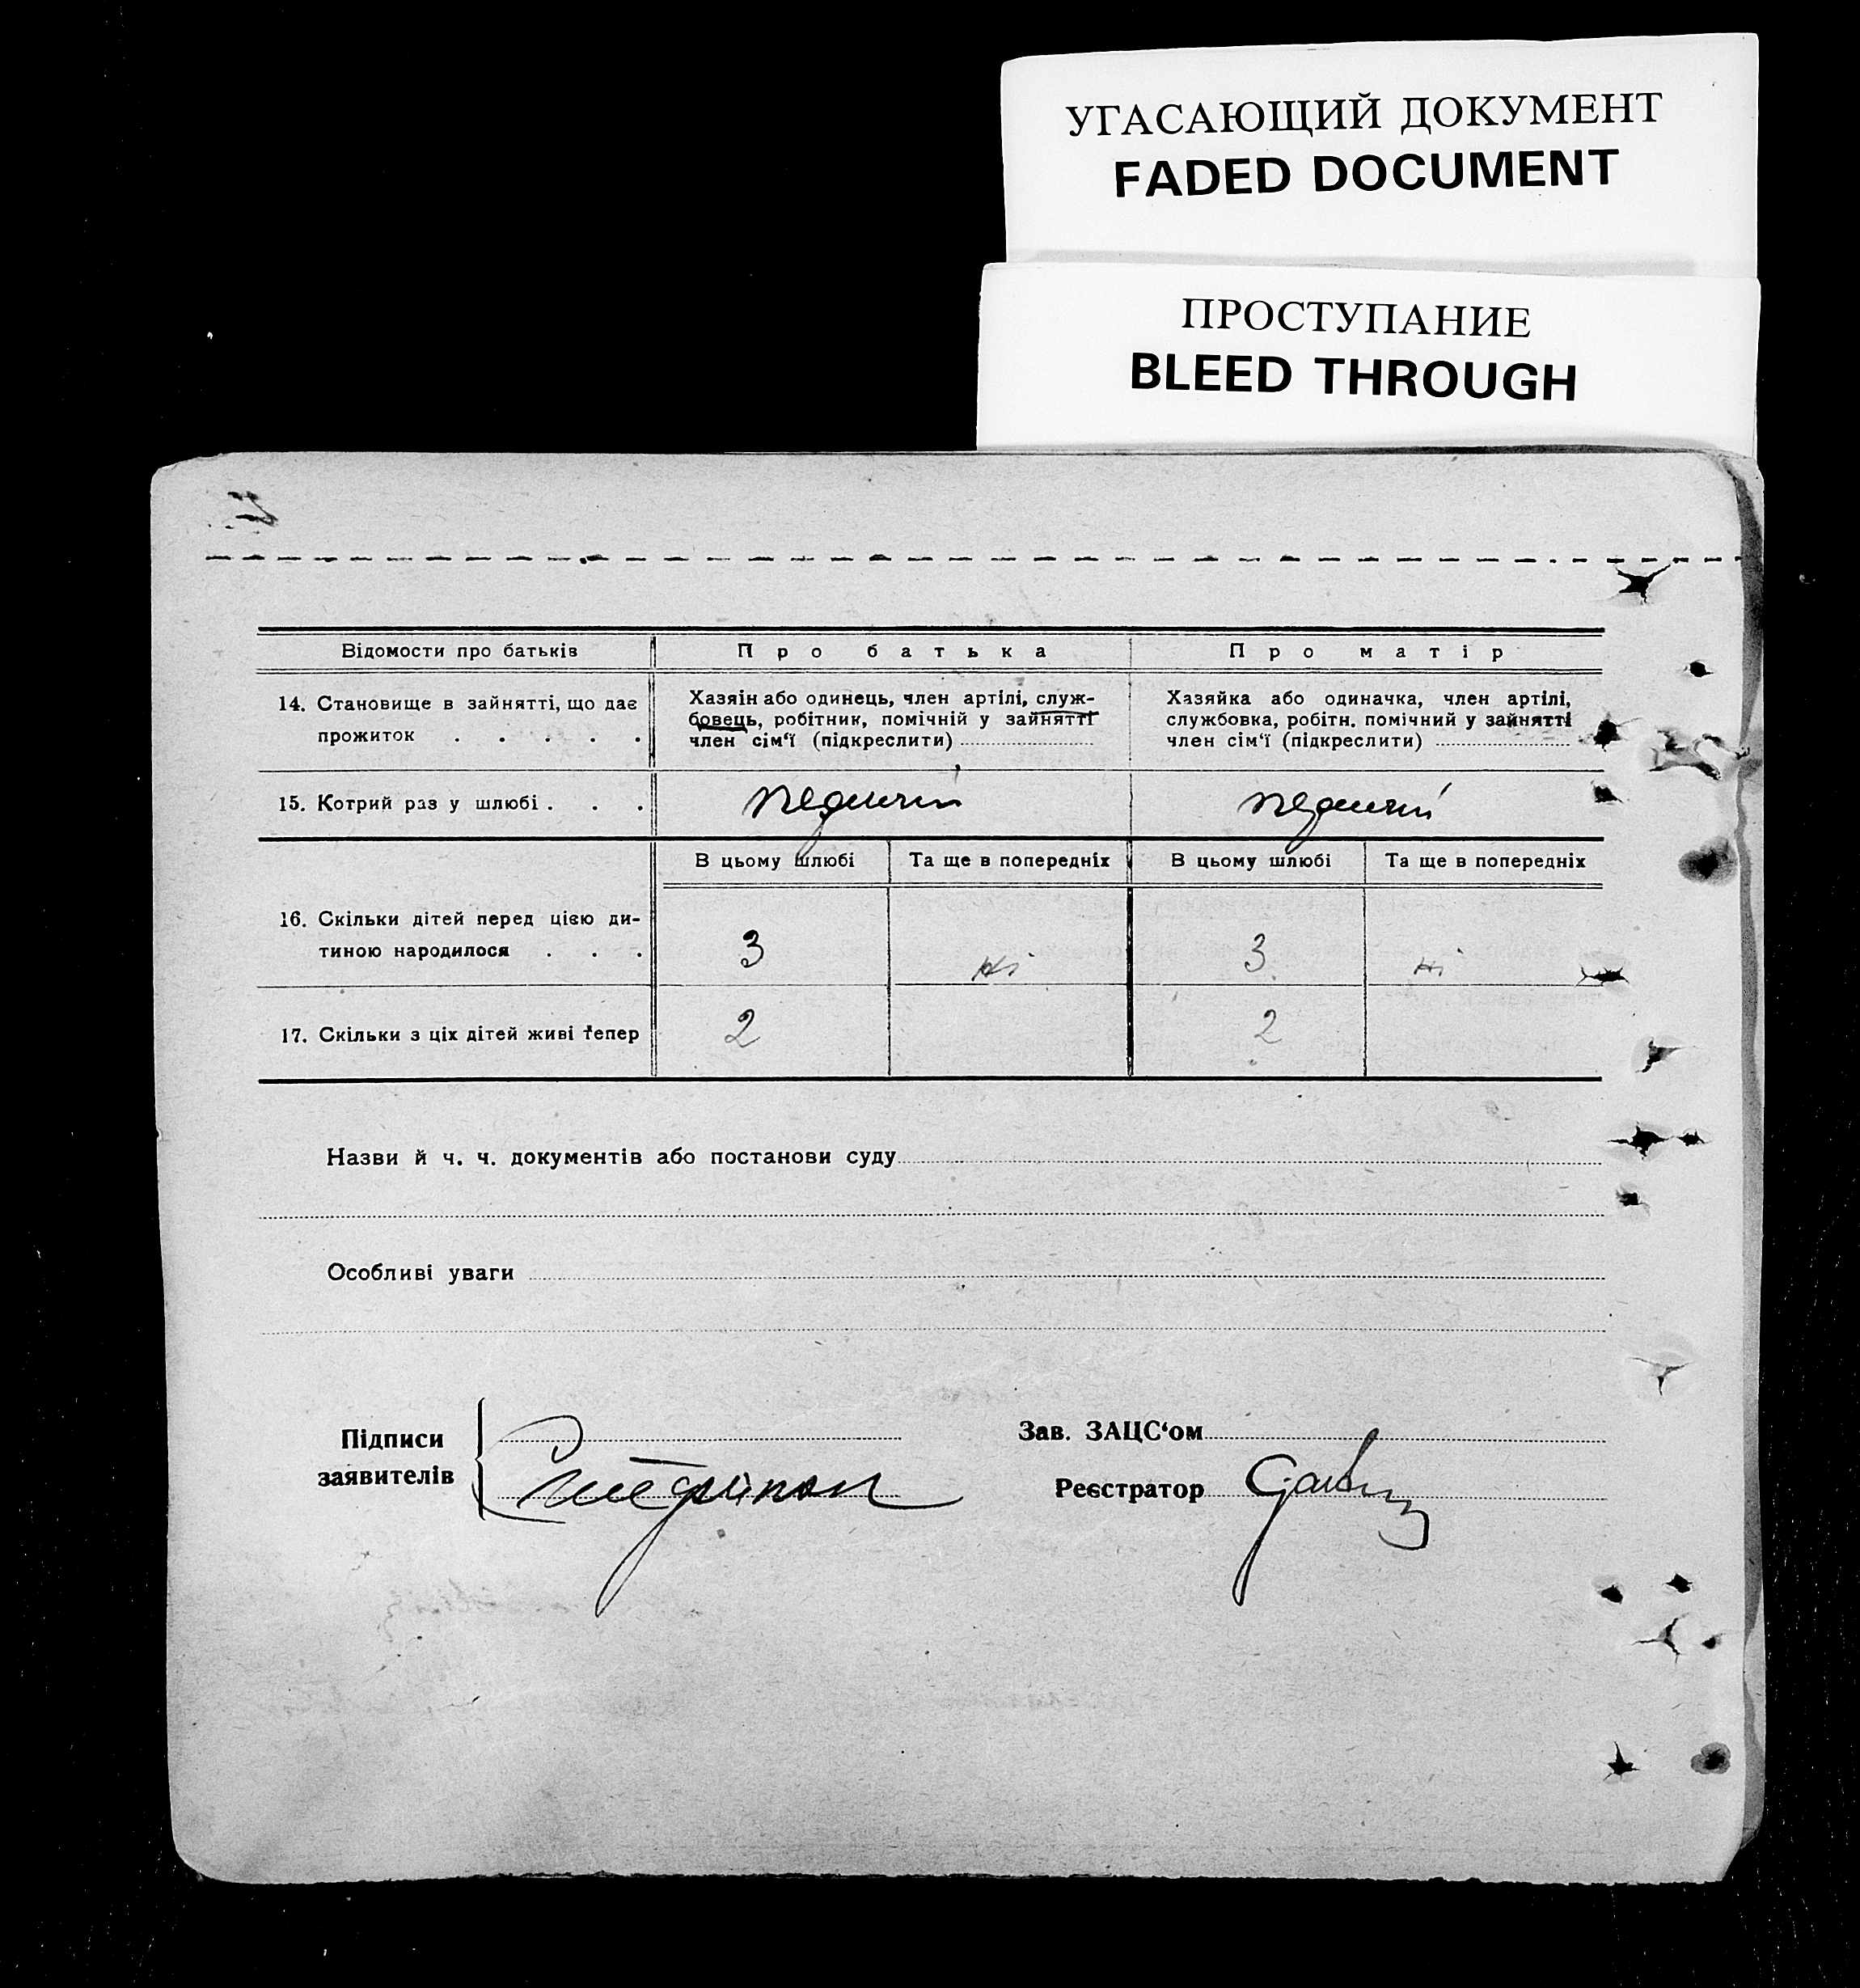 УГАСАЮЩИЙ ДОКУМЕНТ
FADED DOCUMENT
ПРОСТУПАНИЕ
BLEED THROUGH
Відомости про батьків
Про батька
Про матір
14. Становище в зайнятті, що дає
прожиток . . . . .
Хазяін або одинець, член артілі, служ-
бовець, робітник, помічній у зайнятті
член сім‘ї (підкреслити)
Хазяйка або одиначка, член артілі,
службовка, робітн. помічний у зайнятті
член сім‘ї (підкреслити)
15. Котрий раз у шлюбі . . .
В цьому шлюбі
Та ще в попередніх
В цьому шлюбі
Та ще в попередніх
16. Скільки дітей перед цією ди-
тиною народилося . . .
3
ні
3
ні
17. Скільки з ціх дітей живі тепер
2
2
Назви й ч. ч. документів або постанови суду
Особливі уваги
Підписи
заявителів
Зав. ЗАЦС‘ом
Реєстратор